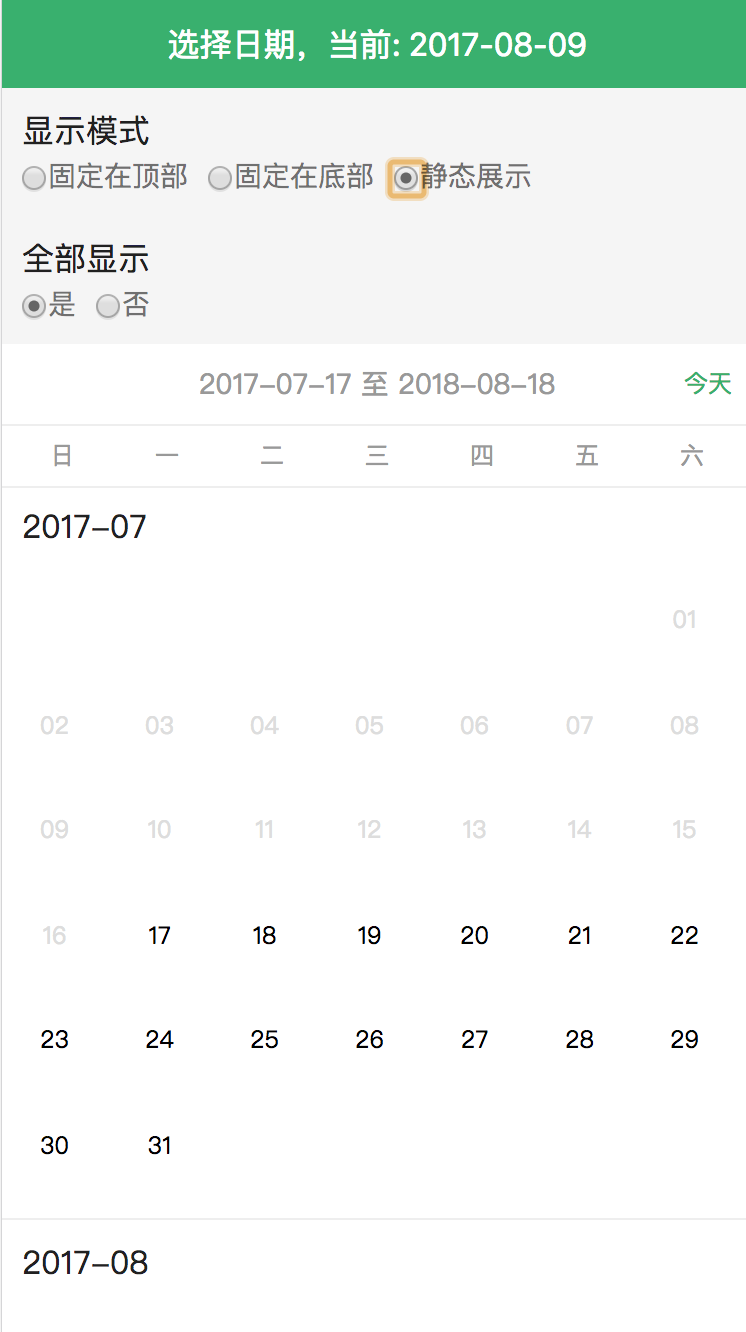 选择日期，当前: 2017-08-09
显示模式
固定在顶部 固定在底部 静态展示
全部显示
是 否
2017-07-17 至 2018-08-18 今天
日 一 二 三 四 五 六
2017-07
01
02 03 04 05 06 07 08
09 10 11 12 13 14 15
16 17 18 19 20 21 22
23 24 25 26 27 28 29
30 31
2017-08